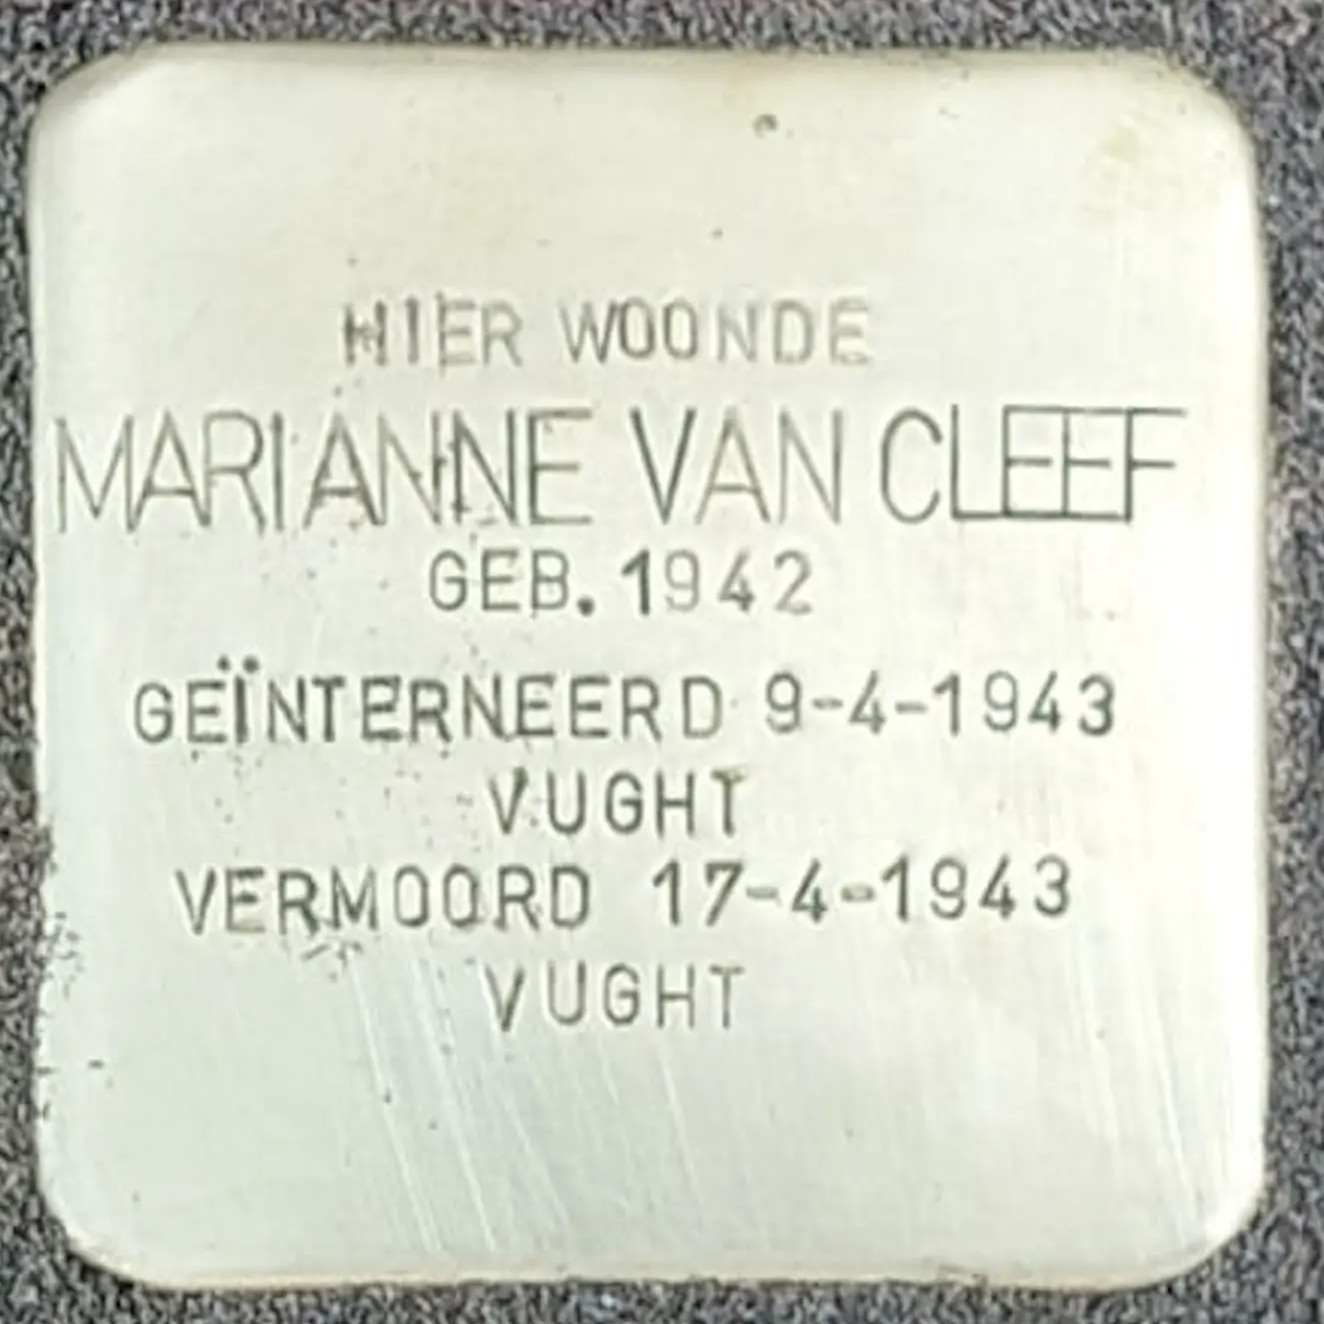 HIER WOONDE
MARIANNE VAN CLEEF
GEB. 1942
GEÏNTERNEERD 9-4-1943
VUGHT
VERMOORD 17-4-1943
VUGHT